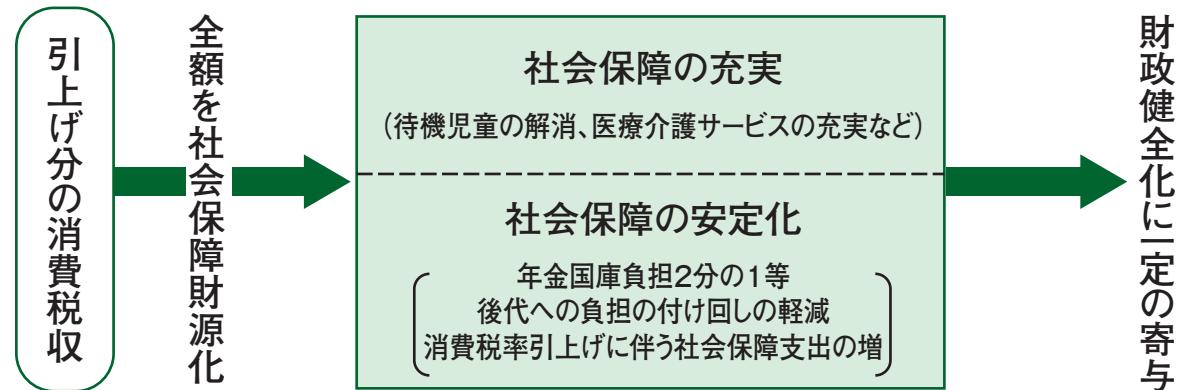 引上げ分の消費税収
全額を社会保障財源化
社会保障の充実
（待機児童の解消、医療介護サービスの充実など）
社会保障の安定化
年金国庫負担2分の1等
後代への負担の付け回しの軽減
消費税率引上げに伴う社会保障支出の増
財政健全化に一定の寄与